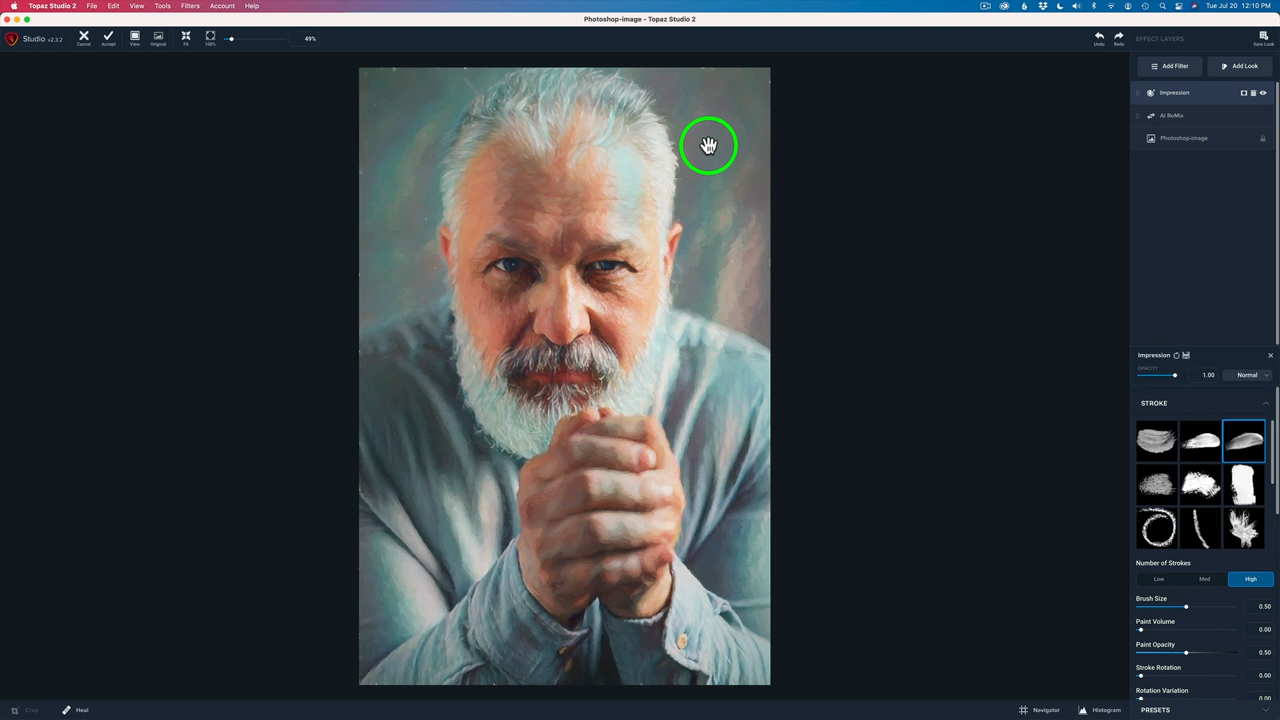 Topaz Studio 2 File Edit View Tools Filters Account Help Tue Jul 20 12:10 PM
Photoshop-image - Topaz Studio 2
Studio v2.3.2 Cancel Accept View Original Fit 100% 49% Undo Redo EFFECT LAYERS Save Look
Add Filter Add Look
Impression
AI ReMix
Photoshop-image
Impression
OPACITY 1.00 Normal
STROKE
Number of Strokes
Low Med High
Brush Size 0.50
Paint Volume 0.00
Paint Opacity 0.50
Stroke Rotation 0.00
Rotation Variation 0.00
Crop Heal Navigator Histogram PRESETS